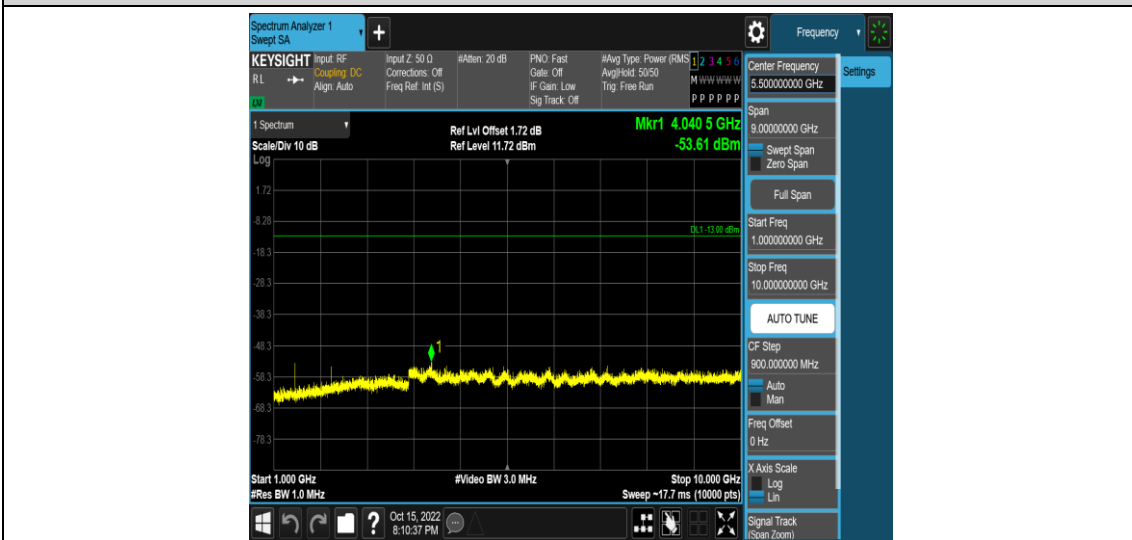 Spectrum Analyzer 1
Swept SA
+
Frequency
KEYSIGHT
RL
LW
Input: RF
Coupling: DC
Align: Auto
Input Z: 50 Ω
Corrections: Off
Freq Ref: Int (S)
#Atten: 20 dB
PNO: Fast
Gate: Off
IF Gain: Low
Sig Track: Off
#Avg Type: Power (RMS
Avg|Hold: 50/50
Trig: Free Run
1 2 3 4 5 6
M W W W W W
P P P P P P
1 Spectrum
Scale/Div 10 dB
Ref Lvl Offset 1.72 dB
Ref Level 11.72 dBm
Mkr1 4.040 5 GHz
-53.61 dBm
Log
1.72
-8.28
DL1 -13.00 dBm
-18.3
-28.3
-38.3
-48.3
1
-58.3
-68.3
-78.3
Start 1.000 GHz
#Video BW 3.0 MHz
Stop 10.000 GHz
#Res BW 1.0 MHz
Sweep ~17.7 ms (10000 pts)
?
Oct 15, 2022
8:10:37 PM
Center Frequency
5.500000000 GHz
Settings
Span
9.00000000 GHz
Swept Span
Zero Span
Full Span
Start Freq
1.000000000 GHz
Stop Freq
10.000000000 GHz
AUTO TUNE
CF Step
900.000000 MHz
Auto
Man
Freq Offset
0 Hz
X Axis Scale
Log
Lin
Signal Track
(Span Zoom)